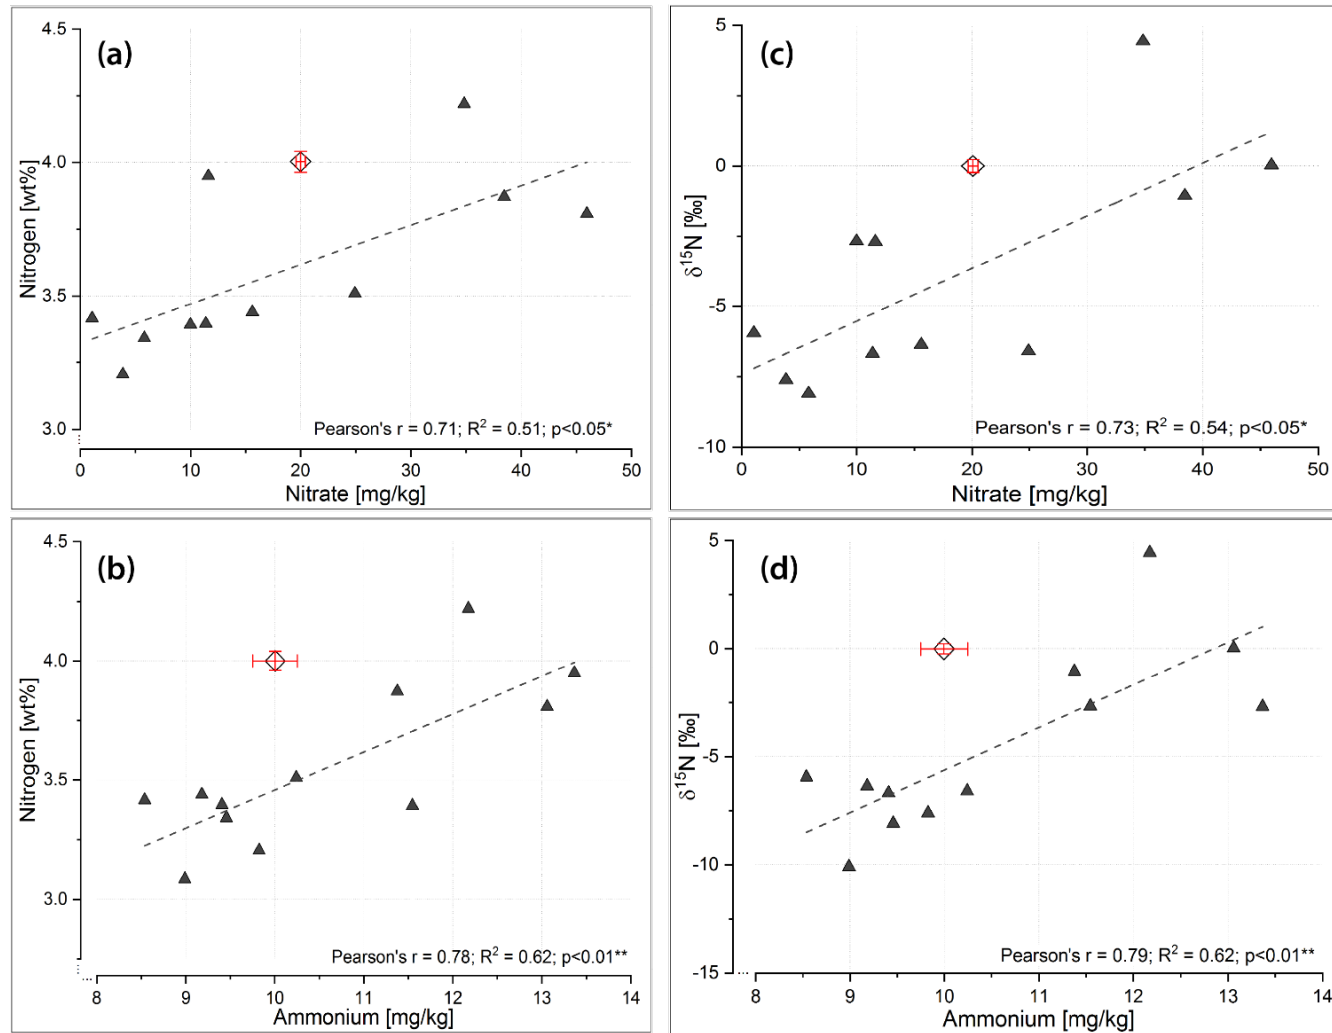 (a)
4.5
4.0
3.5
3.0
Nitrogen [wt%]
Pearson's r = 0.71; R² = 0.51; p<0.05*
0 10 20 30 40 50
Nitrate [mg/kg]
(c)
5
0
-5
-10
δ¹⁵N [‰]
Pearson's r = 0.73; R² = 0.54; p<0.05*
0 10 20 30 40 50
Nitrate [mg/kg]
(b)
4.5
4.0
3.5
3.0
Nitrogen [wt%]
Pearson's r = 0.78; R² = 0.62; p<0.01**
8 9 10 11 12 13 14
Ammonium [mg/kg]
(d)
5
0
-5
-10
-15
δ¹⁵N [‰]
Pearson's r = 0.79; R² = 0.62; p<0.01**
8 9 10 11 12 13 14
Ammonium [mg/kg]